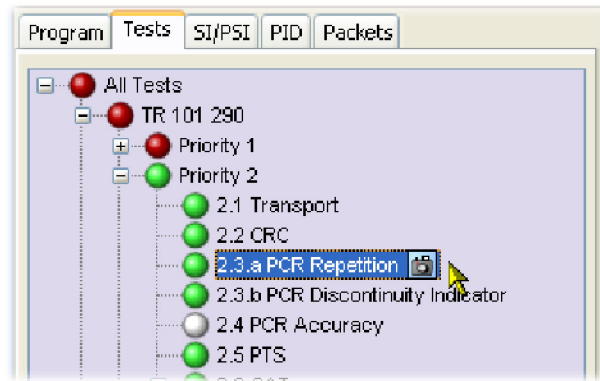 Program Tests SI/PSI PID Packets
All Tests
TR 101 290
Priority 1
Priority 2
2.1 Transport
2.2 CRC
2.3.a PCR Repetition
2.3.b PCR Discontinuity Indicator
2.4 PCR Accuracy
2.5 PTS